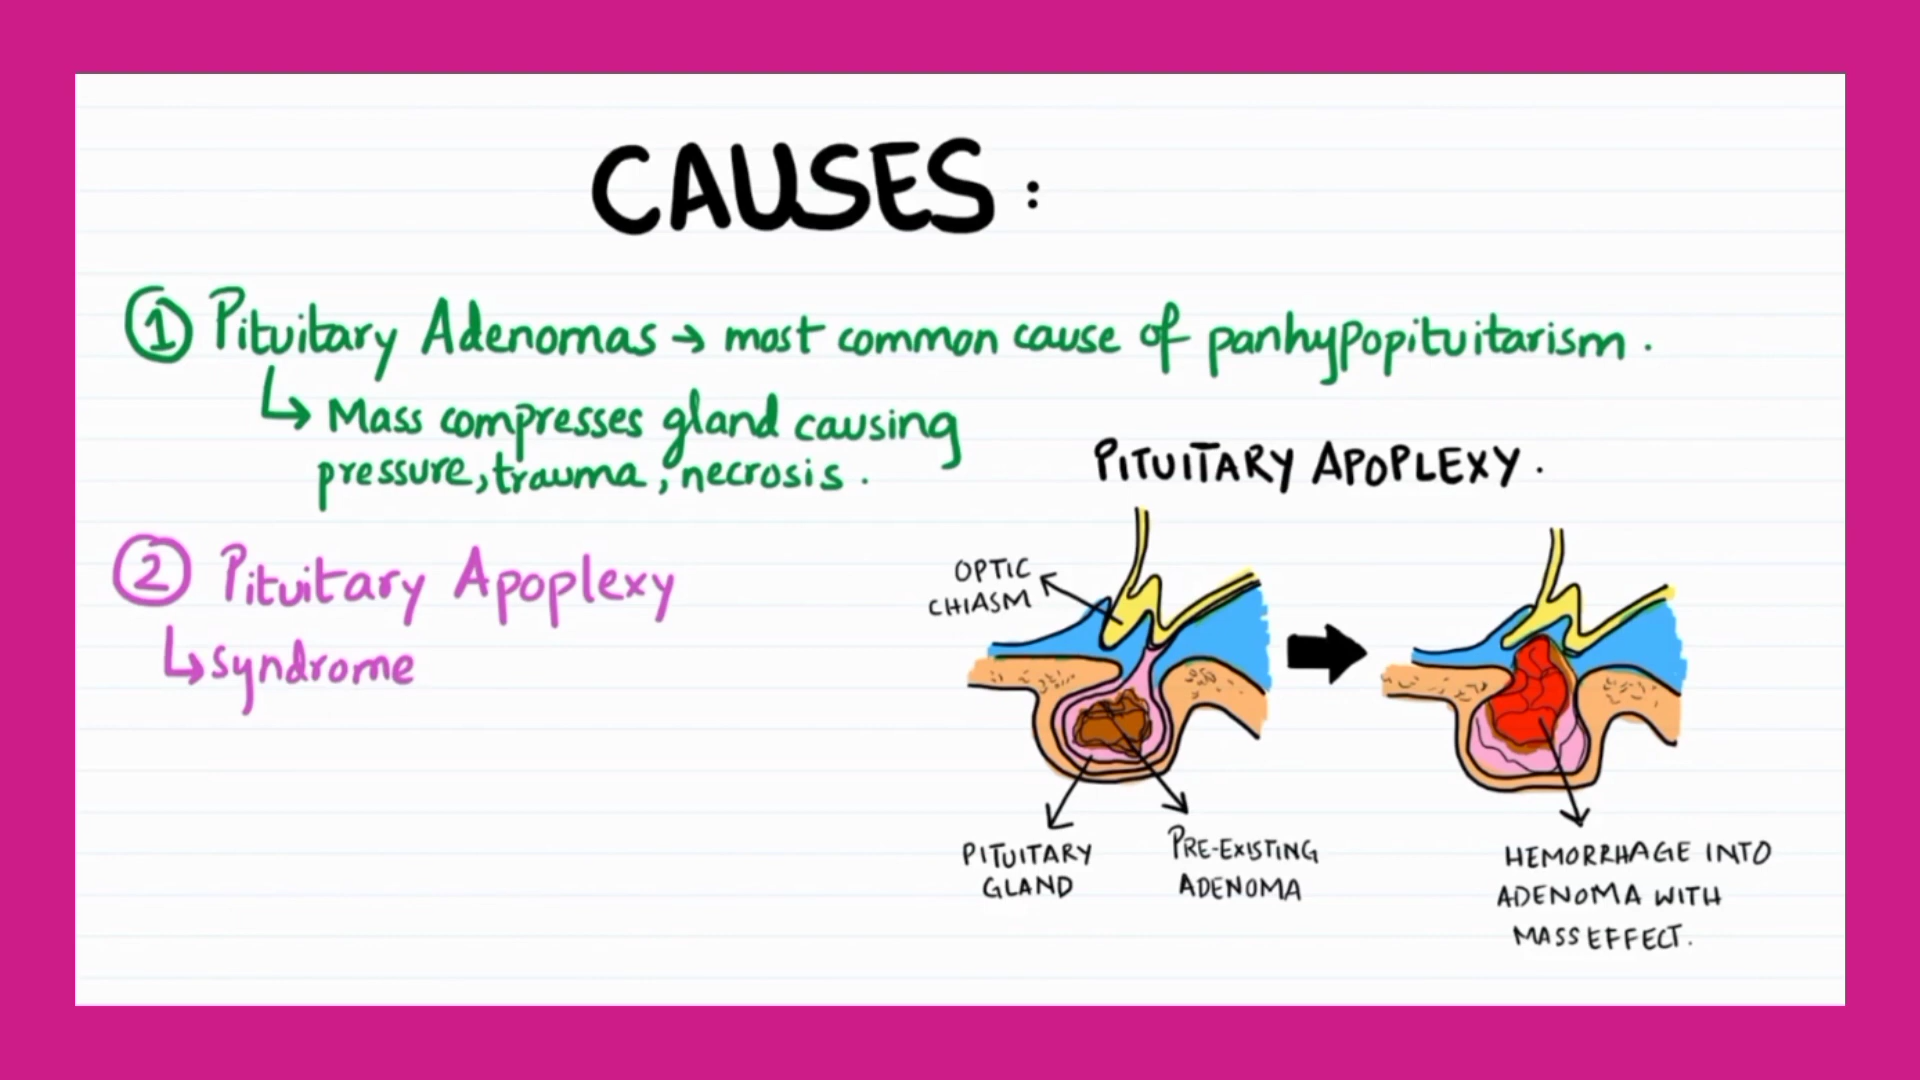 CAUSES :
① Pituitary Adenomas → most common cause of panhypopituitarism.
↳ Mass compresses gland causing
pressure, trauma, necrosis.
② Pituitary Apoplexy
↳ syndrome
PITUITARY APOPLEXY.
OPTIC
CHIASM
PITUITARY
GLAND
PRE-EXISTING
ADENOMA
HEMORRHAGE INTO
ADENOMA WITH
MASS EFFECT.